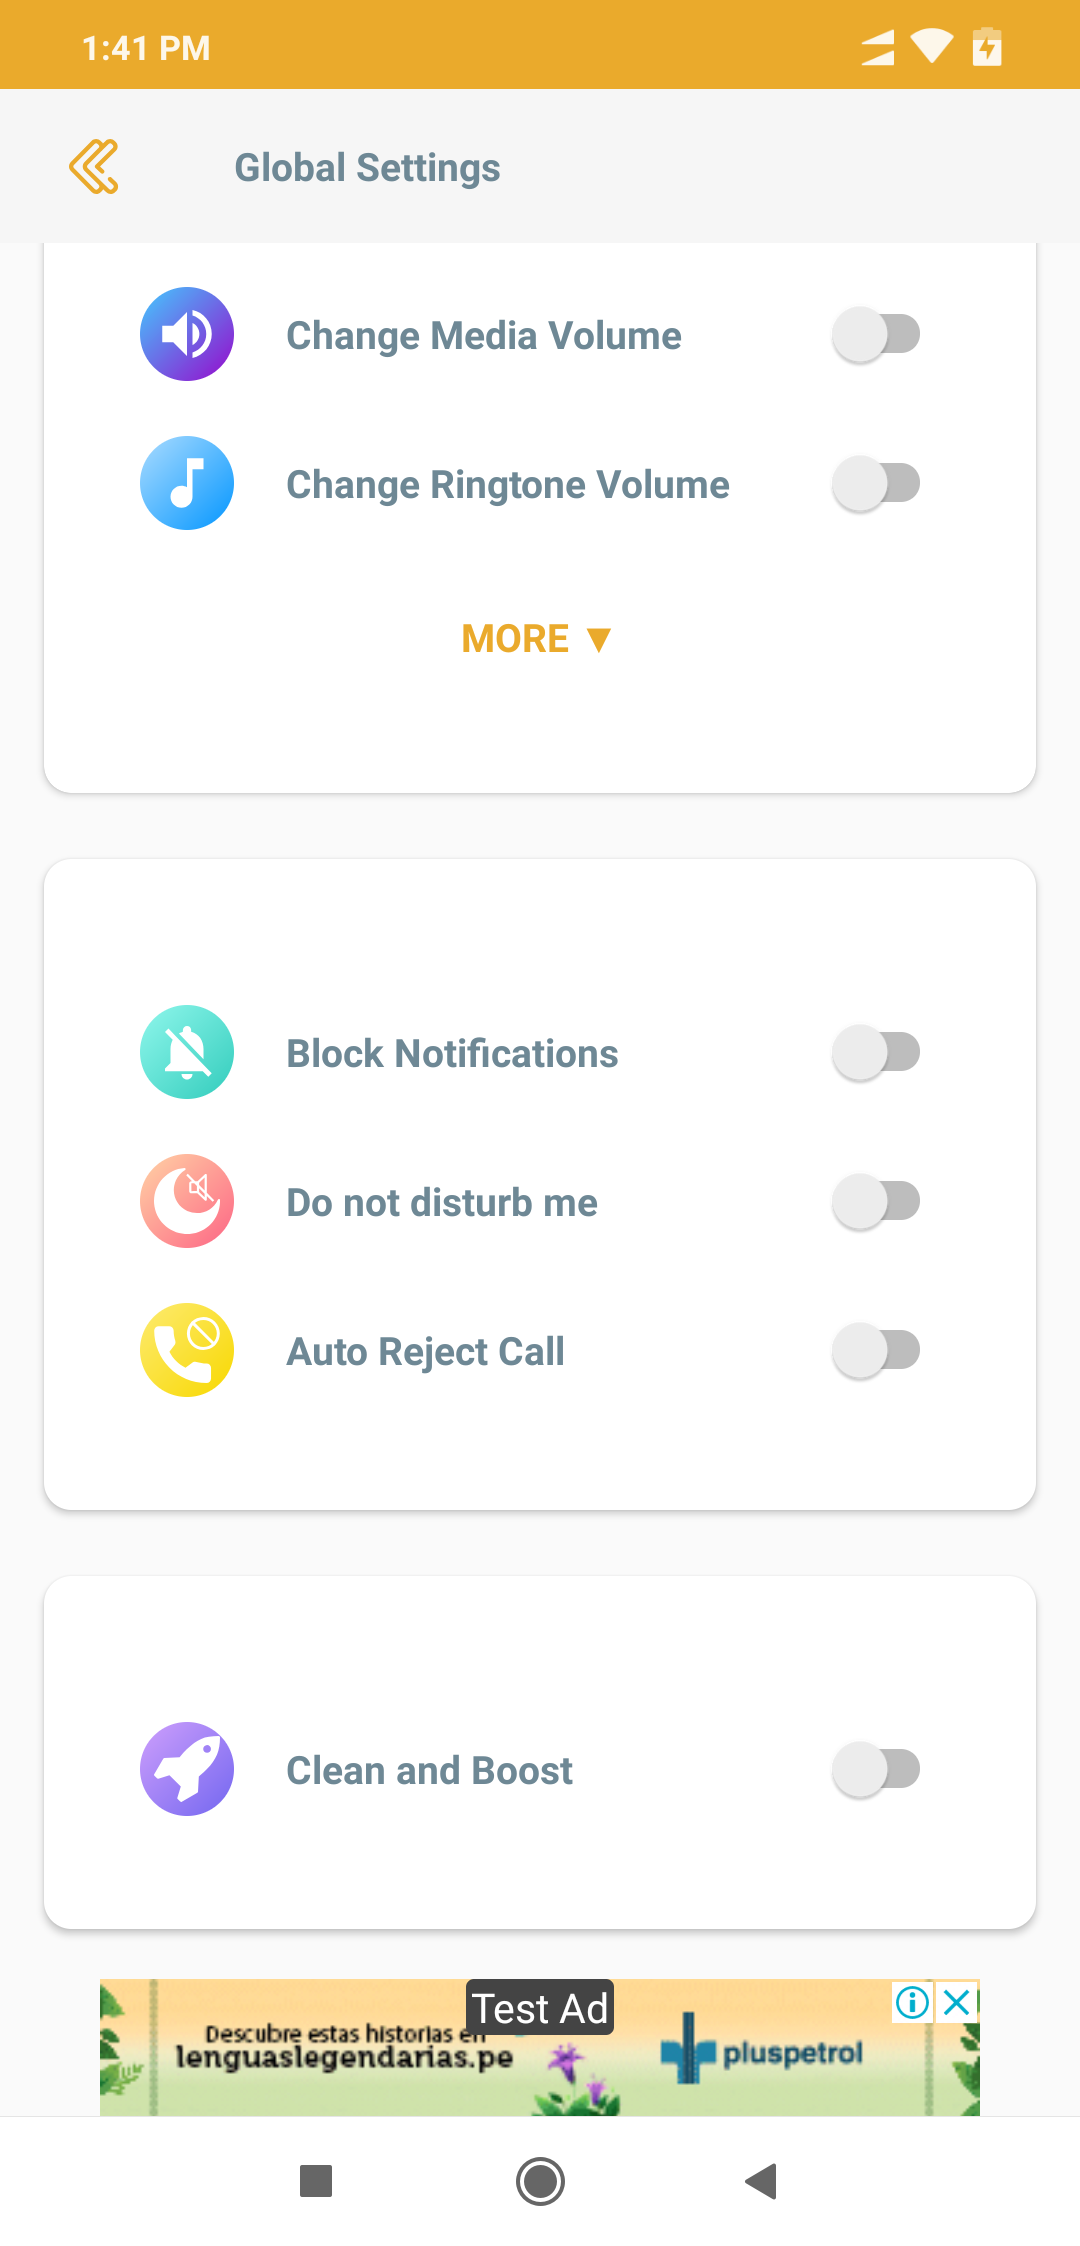 1:41 PM
Global Settings
Change Media Volume
Change Ringtone Volume
MORE ▼
Block Notifications
Do not disturb me
Auto Reject Call
Clean and Boost
Test Ad
Descubre estas historias en
lenguaslegendarias.pe
pluspetrol